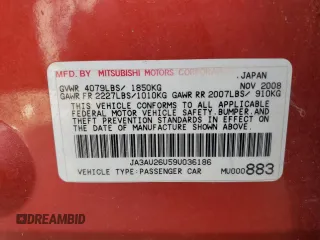 MFD. BY MITSUBISHI MOTORS CORPORATION, JAPAN
GVWR 4079LBS/ 1850KG NOV 2008
GAWR FR 2227LBS/1010KG GAWR RR 2007LBS/ 910KG
THIS VEHICLE CONFORMS TO ALL APPLICABLE
FEDERAL MOTOR VEHICLE SAFETY, BUMPER, AND
THEFT PREVENTION STANDARDS IN EFFECT ON
THE DATE OF MANUFACTURE SHOWN ABOVE.
JA3AU26U59U036186
VEHICLE TYPE:PASSENGER CAR MU000883
DREAMBID